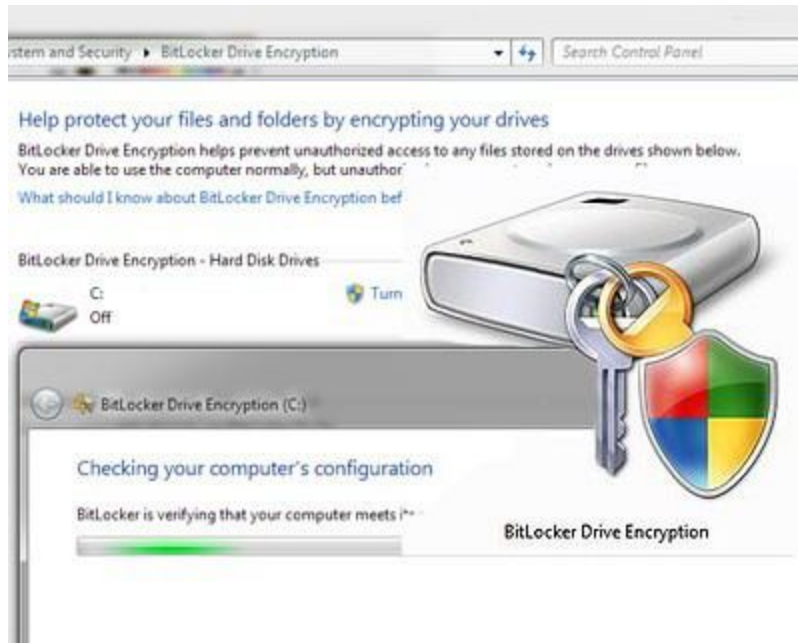 stem and Security ▸ BitLocker Drive Encryption
Search Control Panel
Help protect your files and folders by encrypting your drives
BitLocker Drive Encryption helps prevent unauthorized access to any files stored on the drives shown below.
You are able to use the computer normally, but unauthor
What should I know about BitLocker Drive Encryption bef
BitLocker Drive Encryption - Hard Disk Drives
C:
Off
Turn
BitLocker Drive Encryption (C:)
Checking your computer's configuration
BitLocker is verifying that your computer meets
BitLocker Drive Encryption